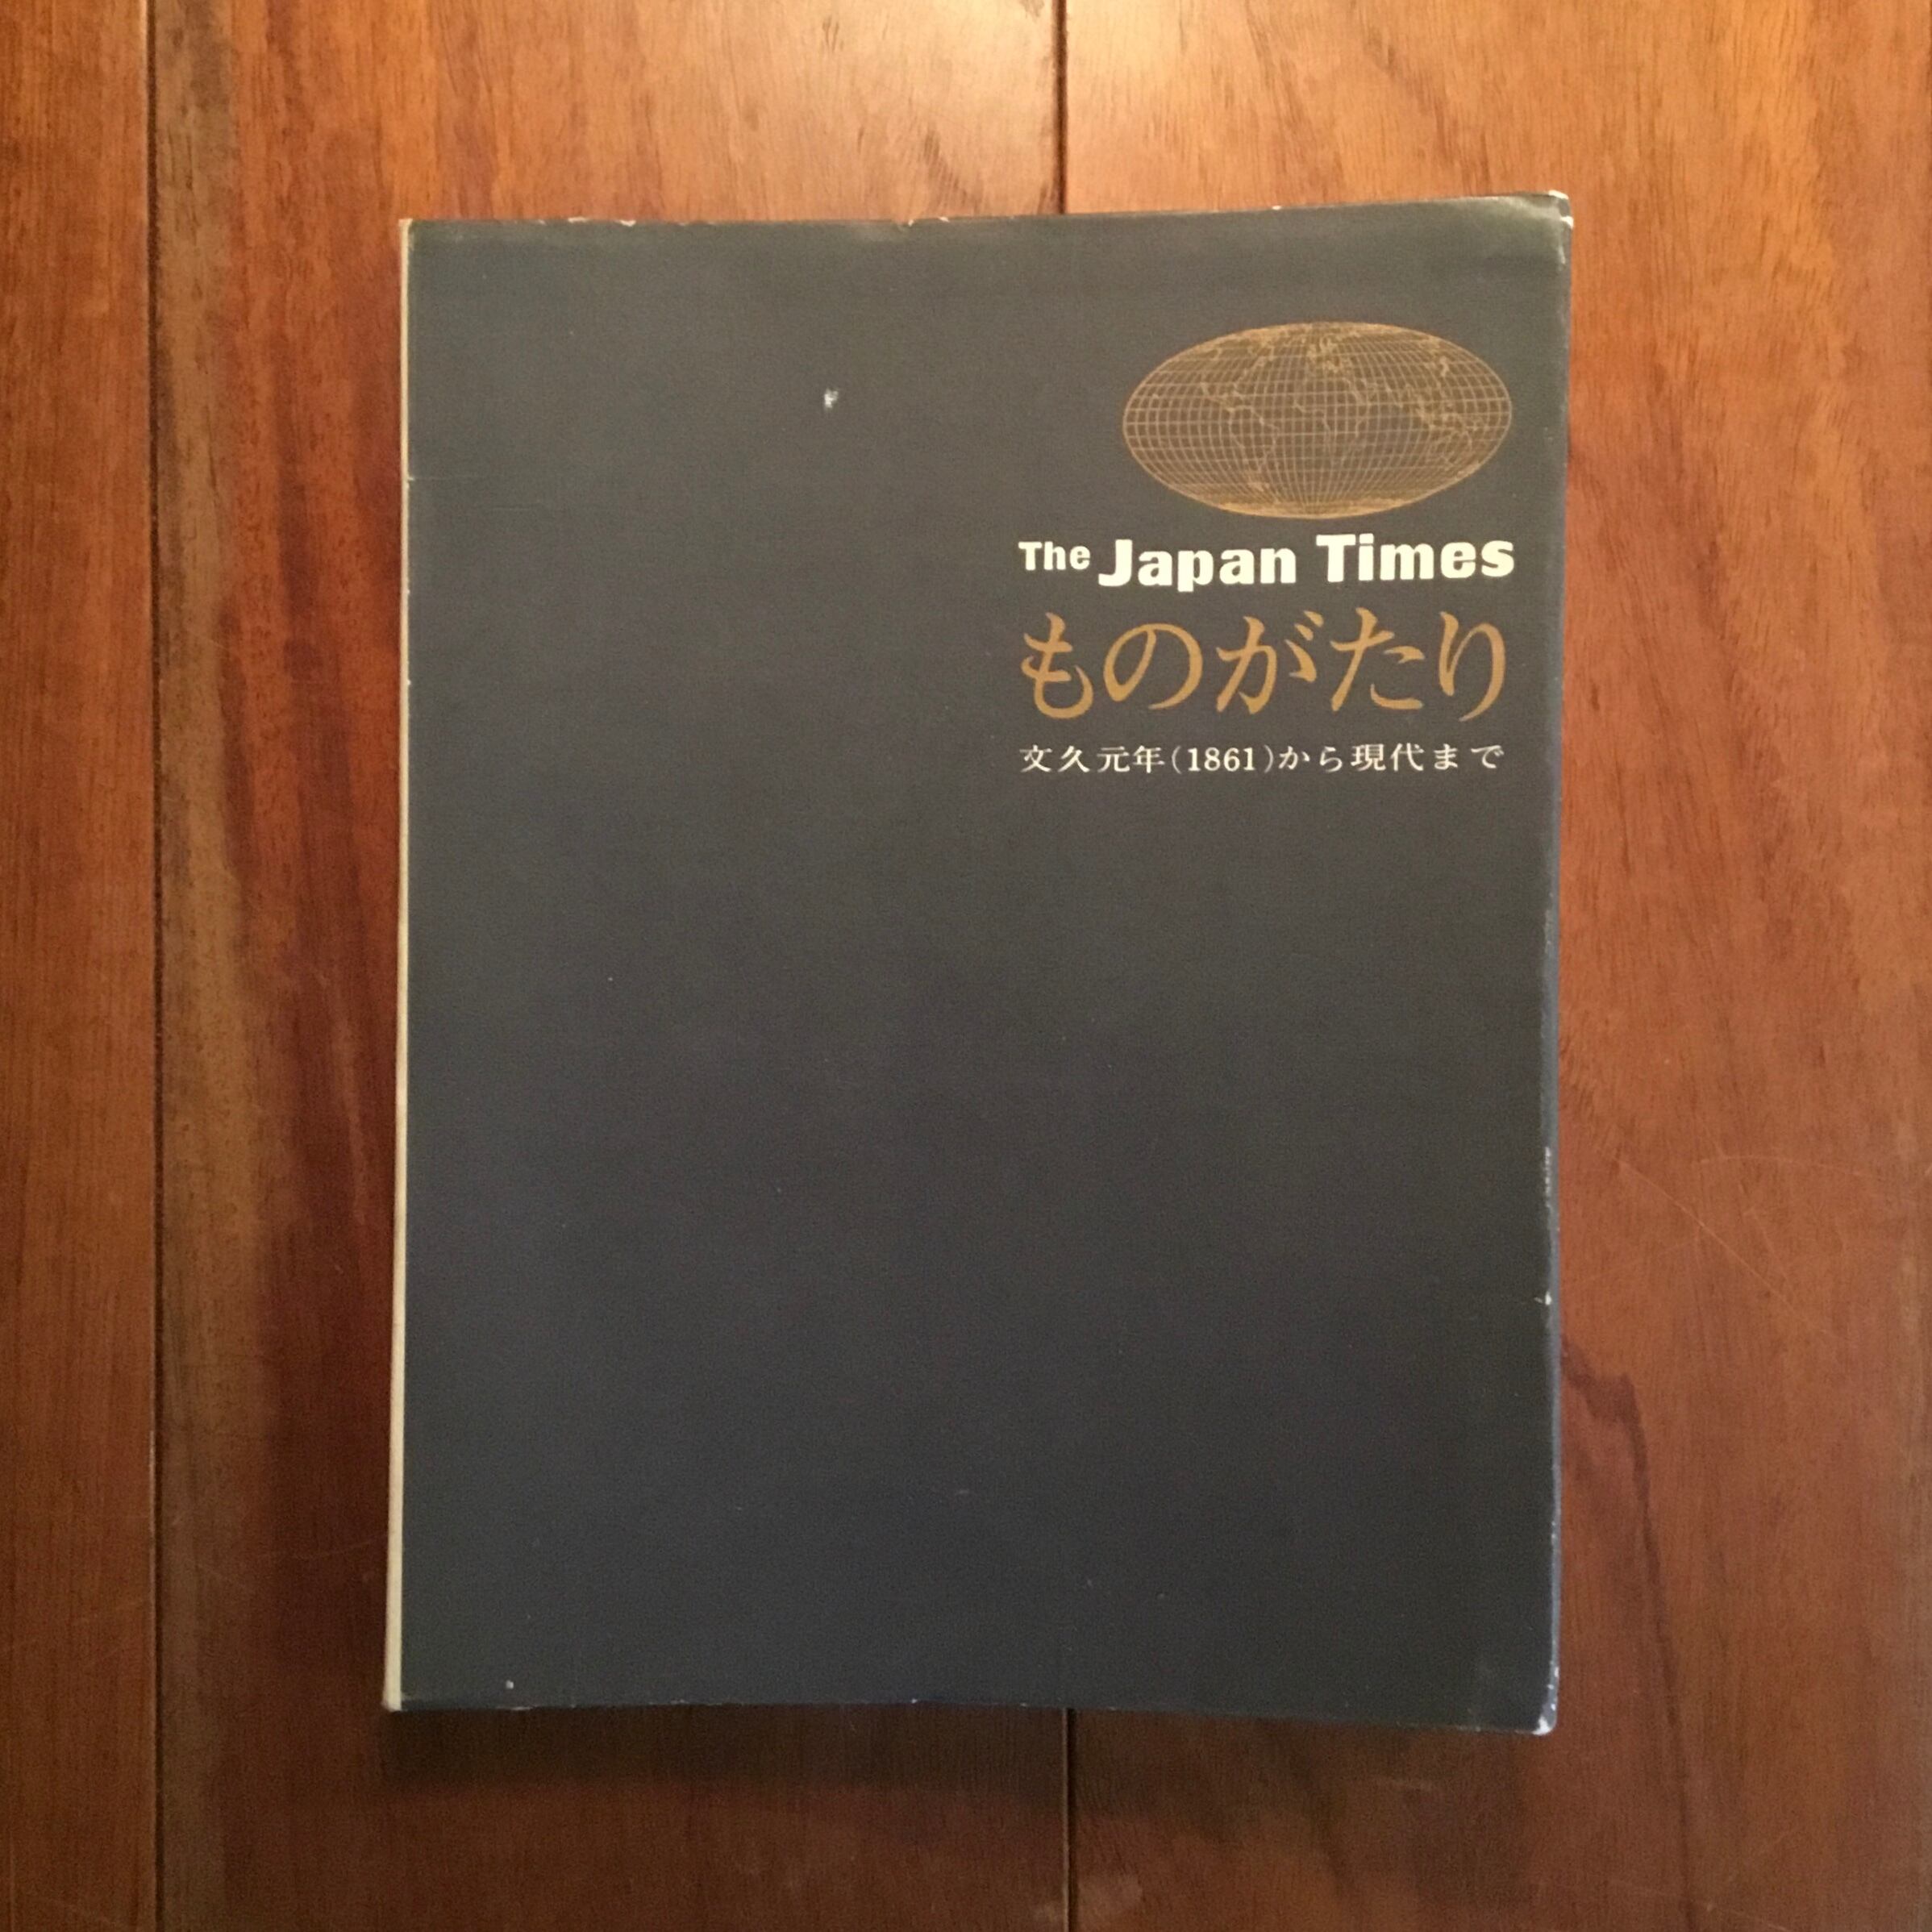 The Japan Times
ものがたり
文久元年(1861)から現代まで